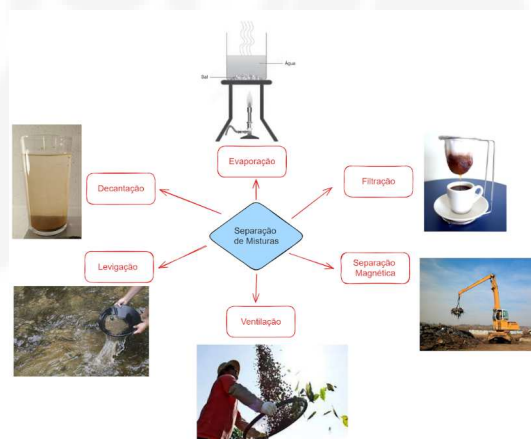 Água
Sal
Evaporação
Decantação
Filtração
Separação
de Misturas
Levigação
Separação
Magnética
Ventilação